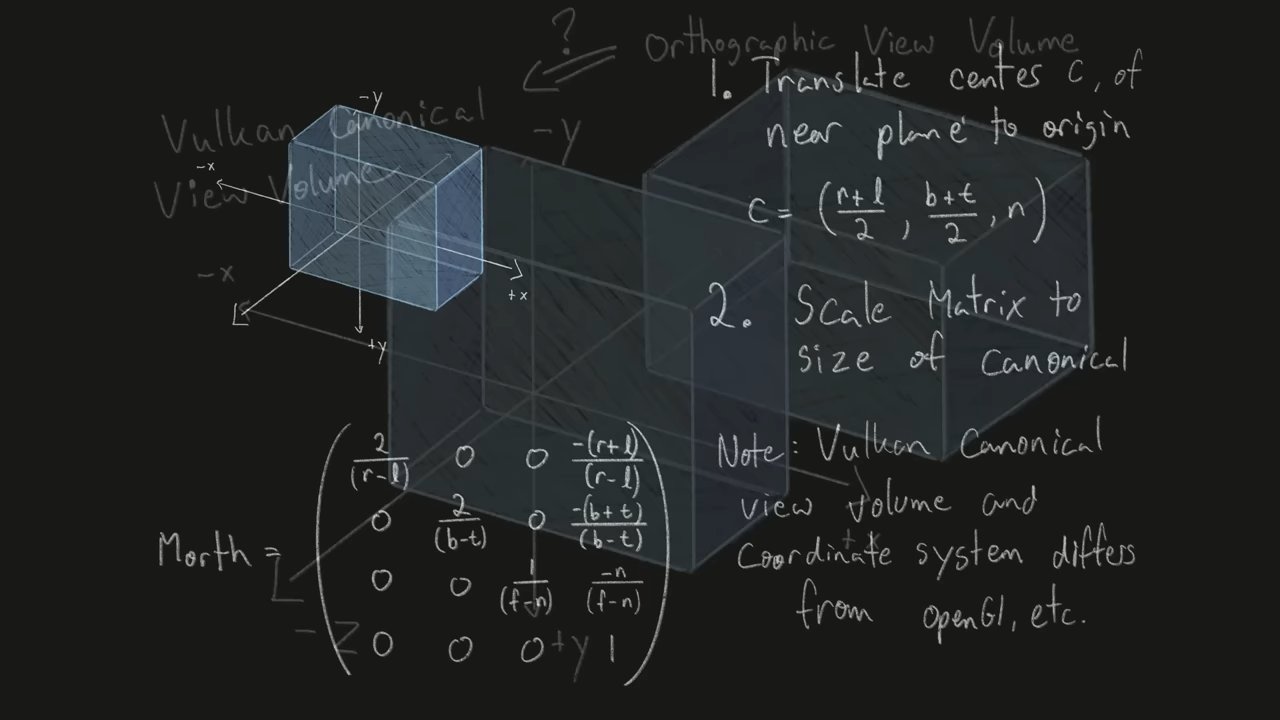 ?
Orthographic View Volume
1. Translate center C, of
near plane to origin
C = ((r+l)/2, (b+t)/2, n)
2. Scale Matrix to
size of canonical
Note: Vulkan Canonical
view volume and
coordinate system differs
from openGl, etc.
Vulkan Canonical
View Volume
-y
-x
+x
+y
-y
-x
+x
-z
+y
Morth =
2/(r-l) 0 0 -(r+l)/(r-l)
0 2/(b-t) 0 -(b+t)/(b-t)
0 0 1/(f-n) -n/(f-n)
0 0 0 1